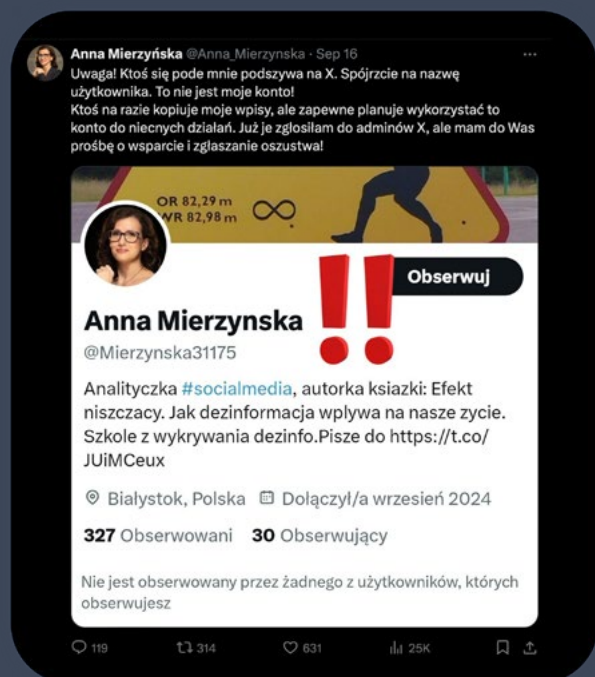 Anna Mierzyńska @Anna_Mierzynska · Sep 16
Uwaga! Ktoś się pode mnie podszywa na X. Spójrzcie na nazwę
użytkownika. To nie jest moje konto!
Ktoś na razie kopiuje moje wpisy, ale zapewne planuje wykorzystać to
konto do niecnych działań. Już je zgłosiłam do adminów X, ale mam do Was
prośbę o wsparcie i zgłaszanie oszustwa!
OR 82,29 m
WR 82,98 m
Obserwuj
Anna Mierzynska
@Mierzynska31175
Analityczka #socialmedia, autorka ksiazki: Efekt
niszczacy. Jak dezinformacja wplywa na nasze zycie.
Szkole z wykrywania dezinfo.Pisze do https://t.co/
JUiMCeux
Białystok, Polska Dołączył/a wrzesień 2024
327 Obserwowani 30 Obserwujący
Nie jest obserwowany przez żadnego z użytkowników, których
obserwujesz
119 314 631 25K